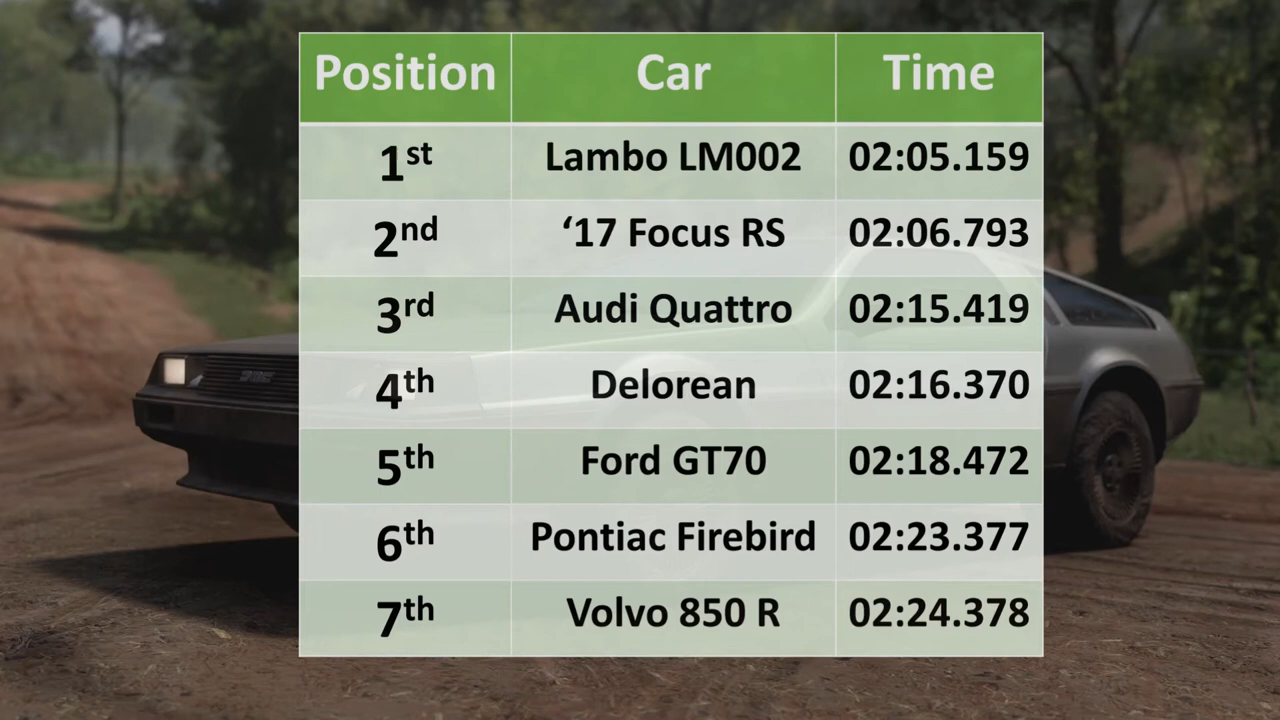 Position Car Time
1st Lambo LM002 02:05.159
2nd ‘17 Focus RS 02:06.793
3rd Audi Quattro 02:15.419
4th Delorean 02:16.370
5th Ford GT70 02:18.472
6th Pontiac Firebird 02:23.377
7th Volvo 850 R 02:24.378